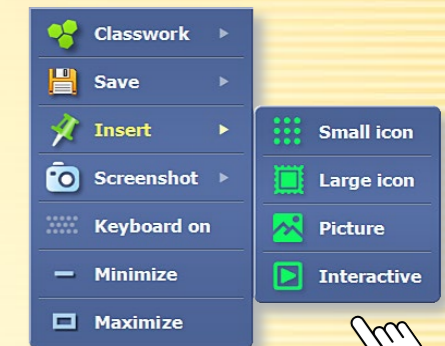 Classwork
Save
Insert
Screenshot
Keyboard on
Minimize
Maximize
Small icon
Large icon
Picture
Interactive